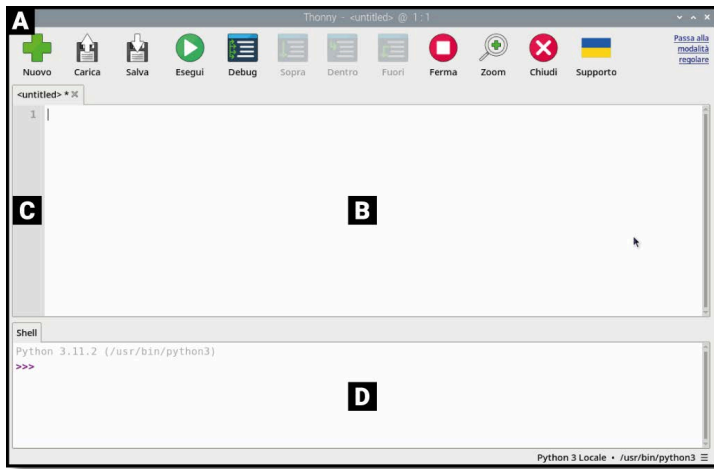 A
Thonny - <untitled> @ 1:1
Passa alla
modalità
regolare
Nuovo Carica Salva Esegui Debug Sopra Dentro Fuori Ferma Zoom Chiudi Supporto
<untitled> *
1
C B
Shell
Python 3.11.2 (/usr/bin/python3)
>>>
D
Python 3 Locale • /usr/bin/python3 ☰